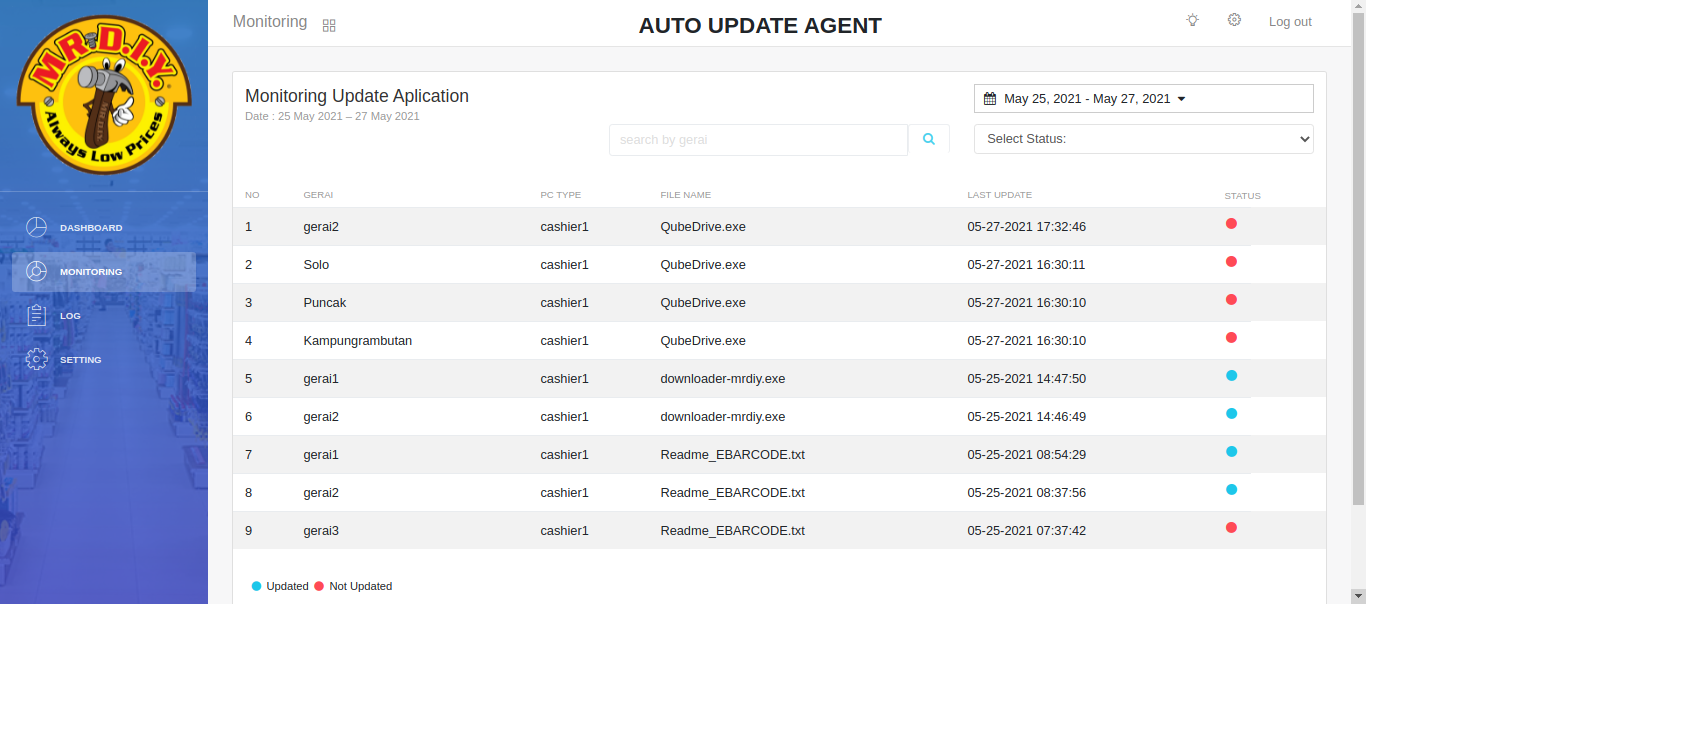 MR.D.I.Y.
Always Low Prices
DASHBOARD
MONITORING
LOG
SETTING
Monitoring
AUTO UPDATE AGENT
Log out
Monitoring Update Aplication
Date : 25 May 2021 – 27 May 2021
May 25, 2021 - May 27, 2021
search by gerai
Select Status:
NO GERAI PC TYPE FILE NAME LAST UPDATE STATUS
1 gerai2 cashier1 QubeDrive.exe 05-27-2021 17:32:46
2 Solo cashier1 QubeDrive.exe 05-27-2021 16:30:11
3 Puncak cashier1 QubeDrive.exe 05-27-2021 16:30:10
4 Kampungrambutan cashier1 QubeDrive.exe 05-27-2021 16:30:10
5 gerai1 cashier1 downloader-mrdiy.exe 05-25-2021 14:47:50
6 gerai2 cashier1 downloader-mrdiy.exe 05-25-2021 14:46:49
7 gerai1 cashier1 Readme_EBARCODE.txt 05-25-2021 08:54:29
8 gerai2 cashier1 Readme_EBARCODE.txt 05-25-2021 08:37:56
9 gerai3 cashier1 Readme_EBARCODE.txt 05-25-2021 07:37:42
Updated Not Updated